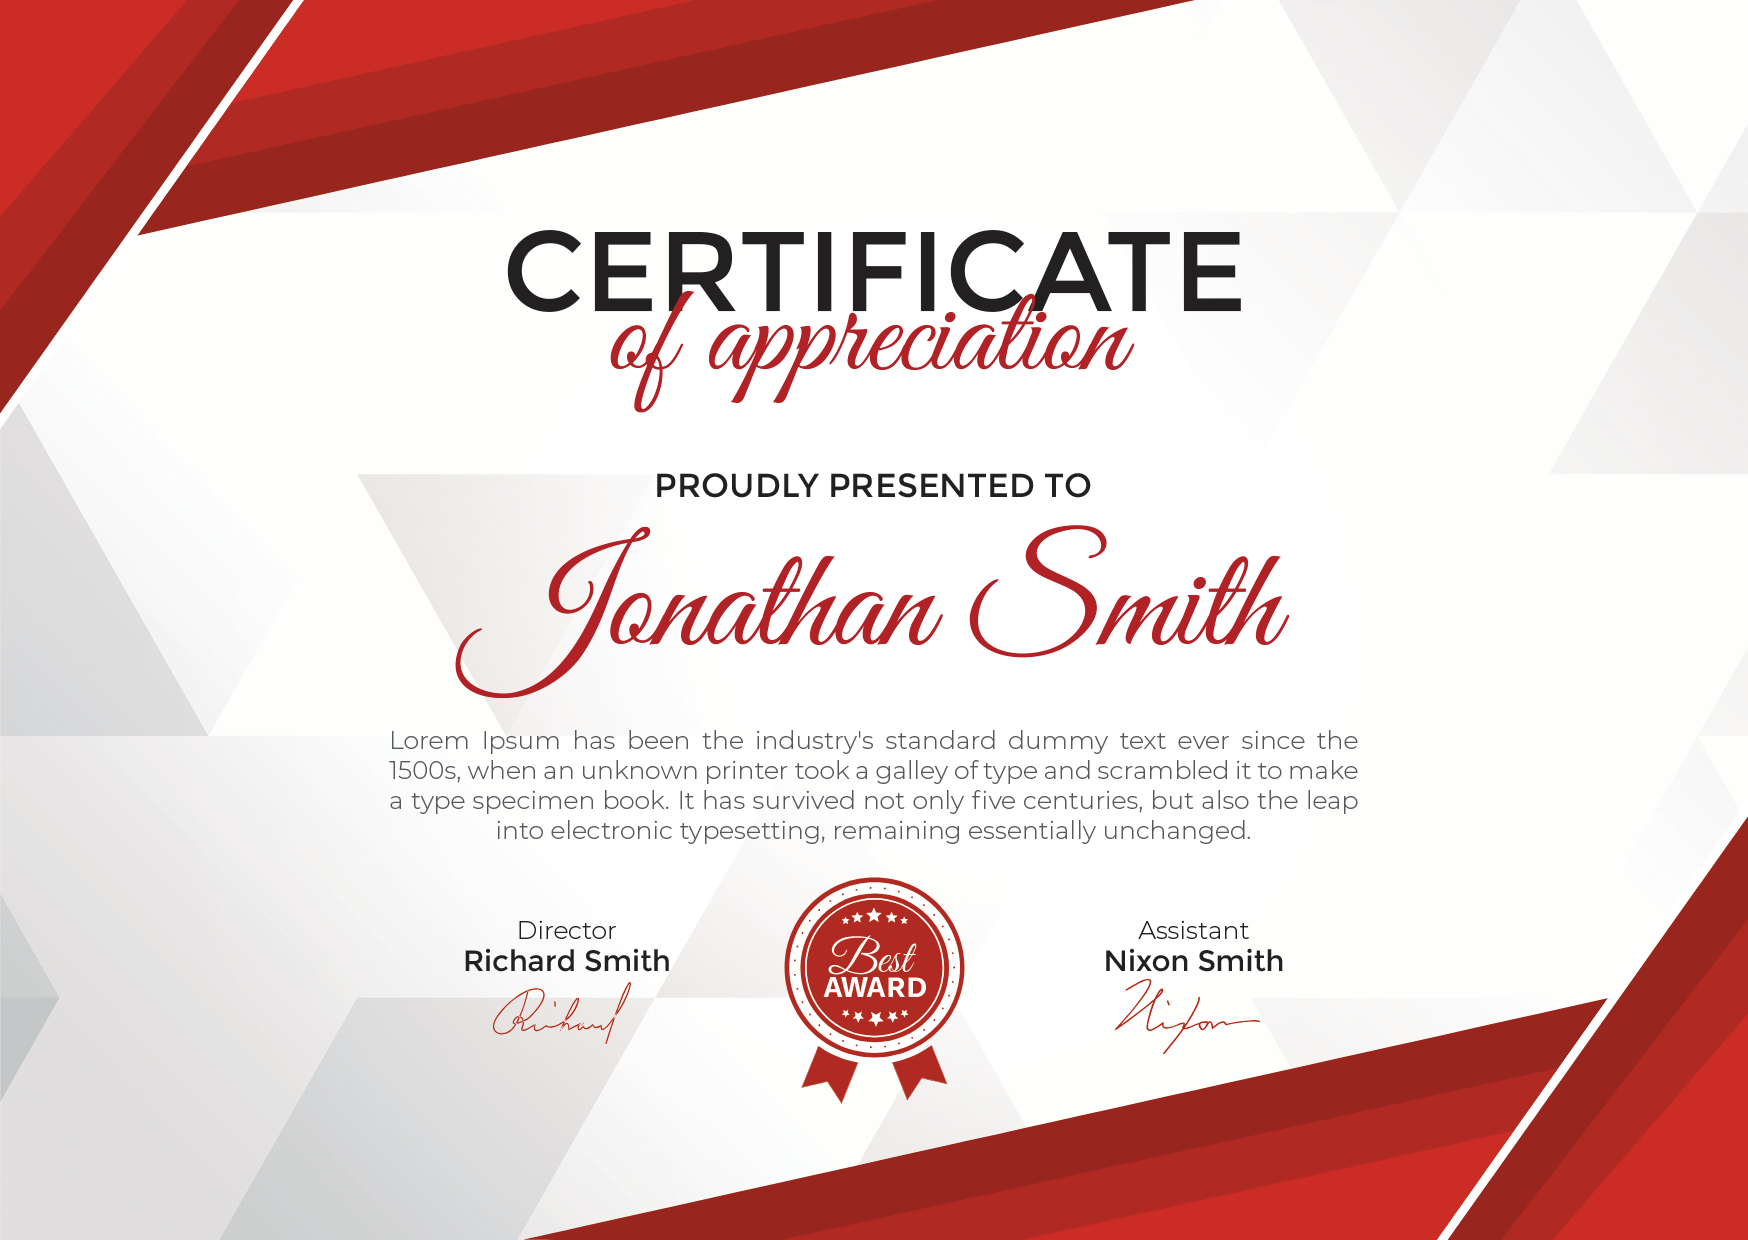 CERTIFICATE
of appreciation
PROUDLY PRESENTED TO
Jonathan Smith
Lorem Ipsum has been the industry's standard dummy text ever since the
1500s, when an unknown printer took a galley of type and scrambled it to make
a type specimen book. It has survived not only five centuries, but also the leap
into electronic typesetting, remaining essentially unchanged.
Director
Richard Smith
Richard
Best
AWARD
Assistant
Nixon Smith
Nixon